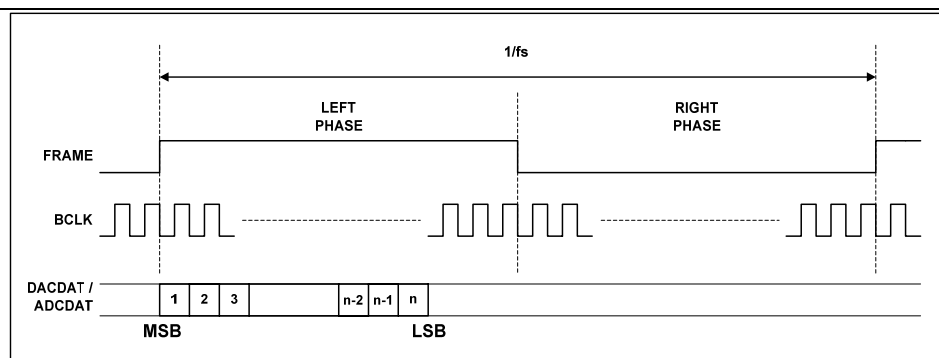 1/fs
LEFT
PHASE
RIGHT
PHASE
FRAME
BCLK
DACDAT /
ADCDAT
1 2 3 n-2 n-1 n
MSB LSB